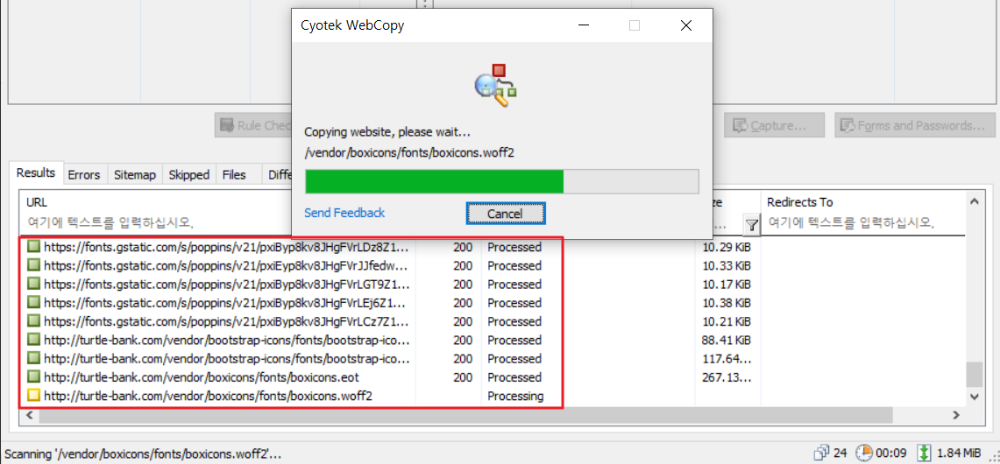 Cyotek WebCopy
Copying website, please wait...
/vendor/boxicons/fonts/boxicons.woff2
Send Feedback
Cancel
Rule Chec
Capture...
Forms and Passwords...
Results Errors Sitemap Skipped Files Diffe
URL ze Redirects To
여기에 텍스트를 입력하십시오. ... 여기에 텍스트를 입력하십시오.
https://fonts.gstatic.com/s/poppins/v21/pxiByp8kv8JHgFVrLDz8Z1... 200 Processed 10.29 KiB
https://fonts.gstatic.com/s/poppins/v21/pxiByp8kv8JHgFVrJJfedw... 200 Processed 10.33 KiB
https://fonts.gstatic.com/s/poppins/v21/pxiByp8kv8JHgFVrLGT9Z1... 200 Processed 10.17 KiB
https://fonts.gstatic.com/s/poppins/v21/pxiByp8kv8JHgFVrLEj6Z1... 200 Processed 10.38 KiB
https://fonts.gstatic.com/s/poppins/v21/pxiByp8kv8JHgFVrLCz7Z1... 200 Processed 10.21 KiB
http://turtle-bank.com/vendor/bootstrap-icons/fonts/bootstrap-ico... 200 Processed 88.41 KiB
http://turtle-bank.com/vendor/bootstrap-icons/fonts/bootstrap-ico... 200 Processed 117.64...
http://turtle-bank.com/vendor/boxicons/fonts/boxicons.eot 200 Processed 267.13...
http://turtle-bank.com/vendor/boxicons/fonts/boxicons.woff2 Processing
Scanning '/vendor/boxicons/fonts/boxicons.woff2'... 24 00:09 1.84 MiB